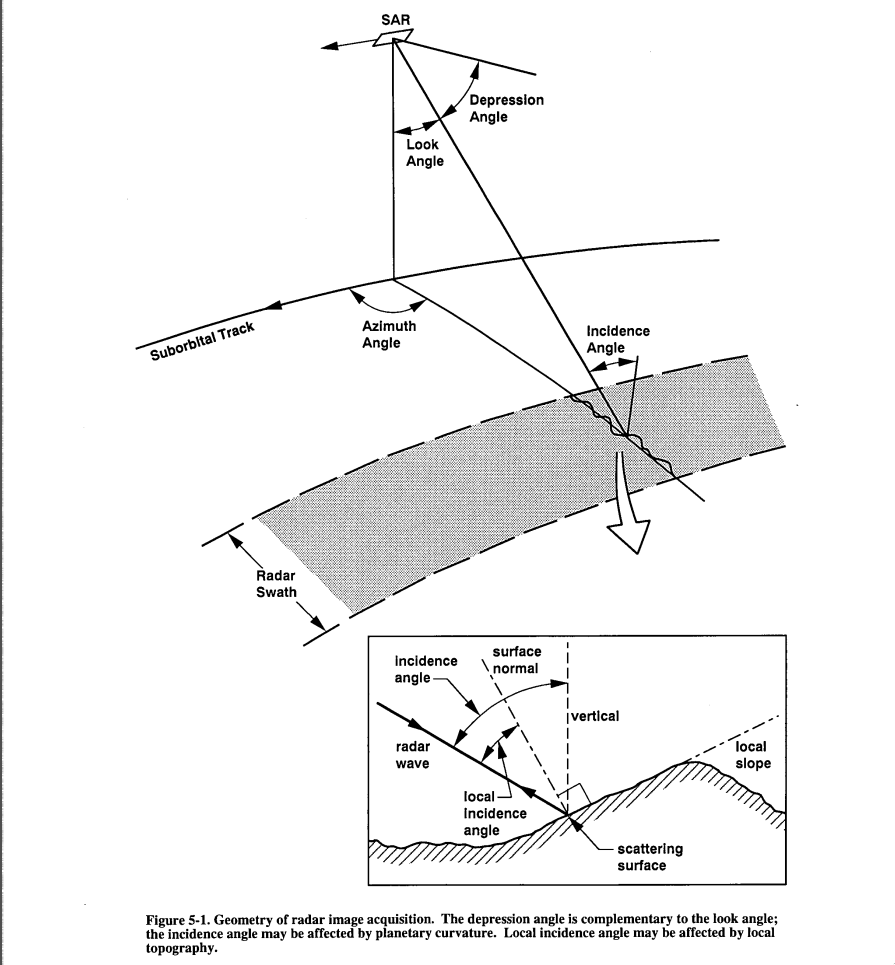 SAR
Depression
Angle
Look
Angle
Suborbital Track
Azimuth
Angle
Incidence
Angle
Radar
Swath
incidence
angle
surface
normal
vertical
radar
wave
local
slope
local
incidence
angle
scattering
surface
Figure 5-1. Geometry of radar image acquisition. The depression angle is complementary to the look angle;
the incidence angle may be affected by planetary curvature. Local incidence angle may be affected by local
topography.